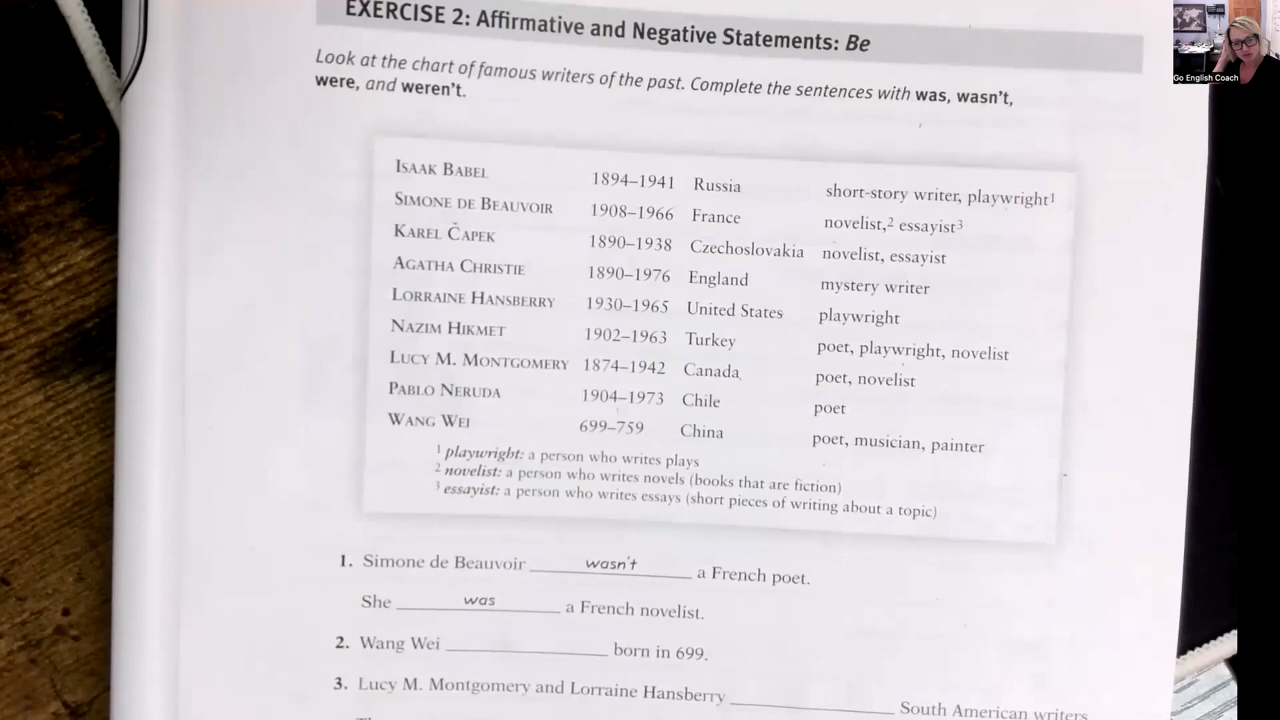 EXERCISE 2: Affirmative and Negative Statements: Be
Look at the chart of famous writers of the past. Complete the sentences with was, wasn't,
were, and weren't.
Go English Coach
ISAAK BABEL 1894–1941 Russia short-story writer, playwright¹
SIMONE DE BEAUVOIR 1908–1966 France novelist,² essayist³
KAREL ČAPEK 1890–1938 Czechoslovakia novelist, essayist
AGATHA CHRISTIE 1890–1976 England mystery writer
LORRAINE HANSBERRY 1930–1965 United States playwright
NAZIM HIKMET 1902–1963 Turkey poet, playwright, novelist
LUCY M. MONTGOMERY 1874–1942 Canada poet, novelist
PABLO NERUDA 1904–1973 Chile poet
WANG WEI 699–759 China poet, musician, painter
¹ playwright: a person who writes plays
² novelist: a person who writes novels (books that are fiction)
³ essayist: a person who writes essays (short pieces of writing about a topic)
1. Simone de Beauvoir wasn't a French poet.
She was a French novelist.
2. Wang Wei ____ born in 699.
3. Lucy M. Montgomery and Lorraine Hansberry ____ South American writers